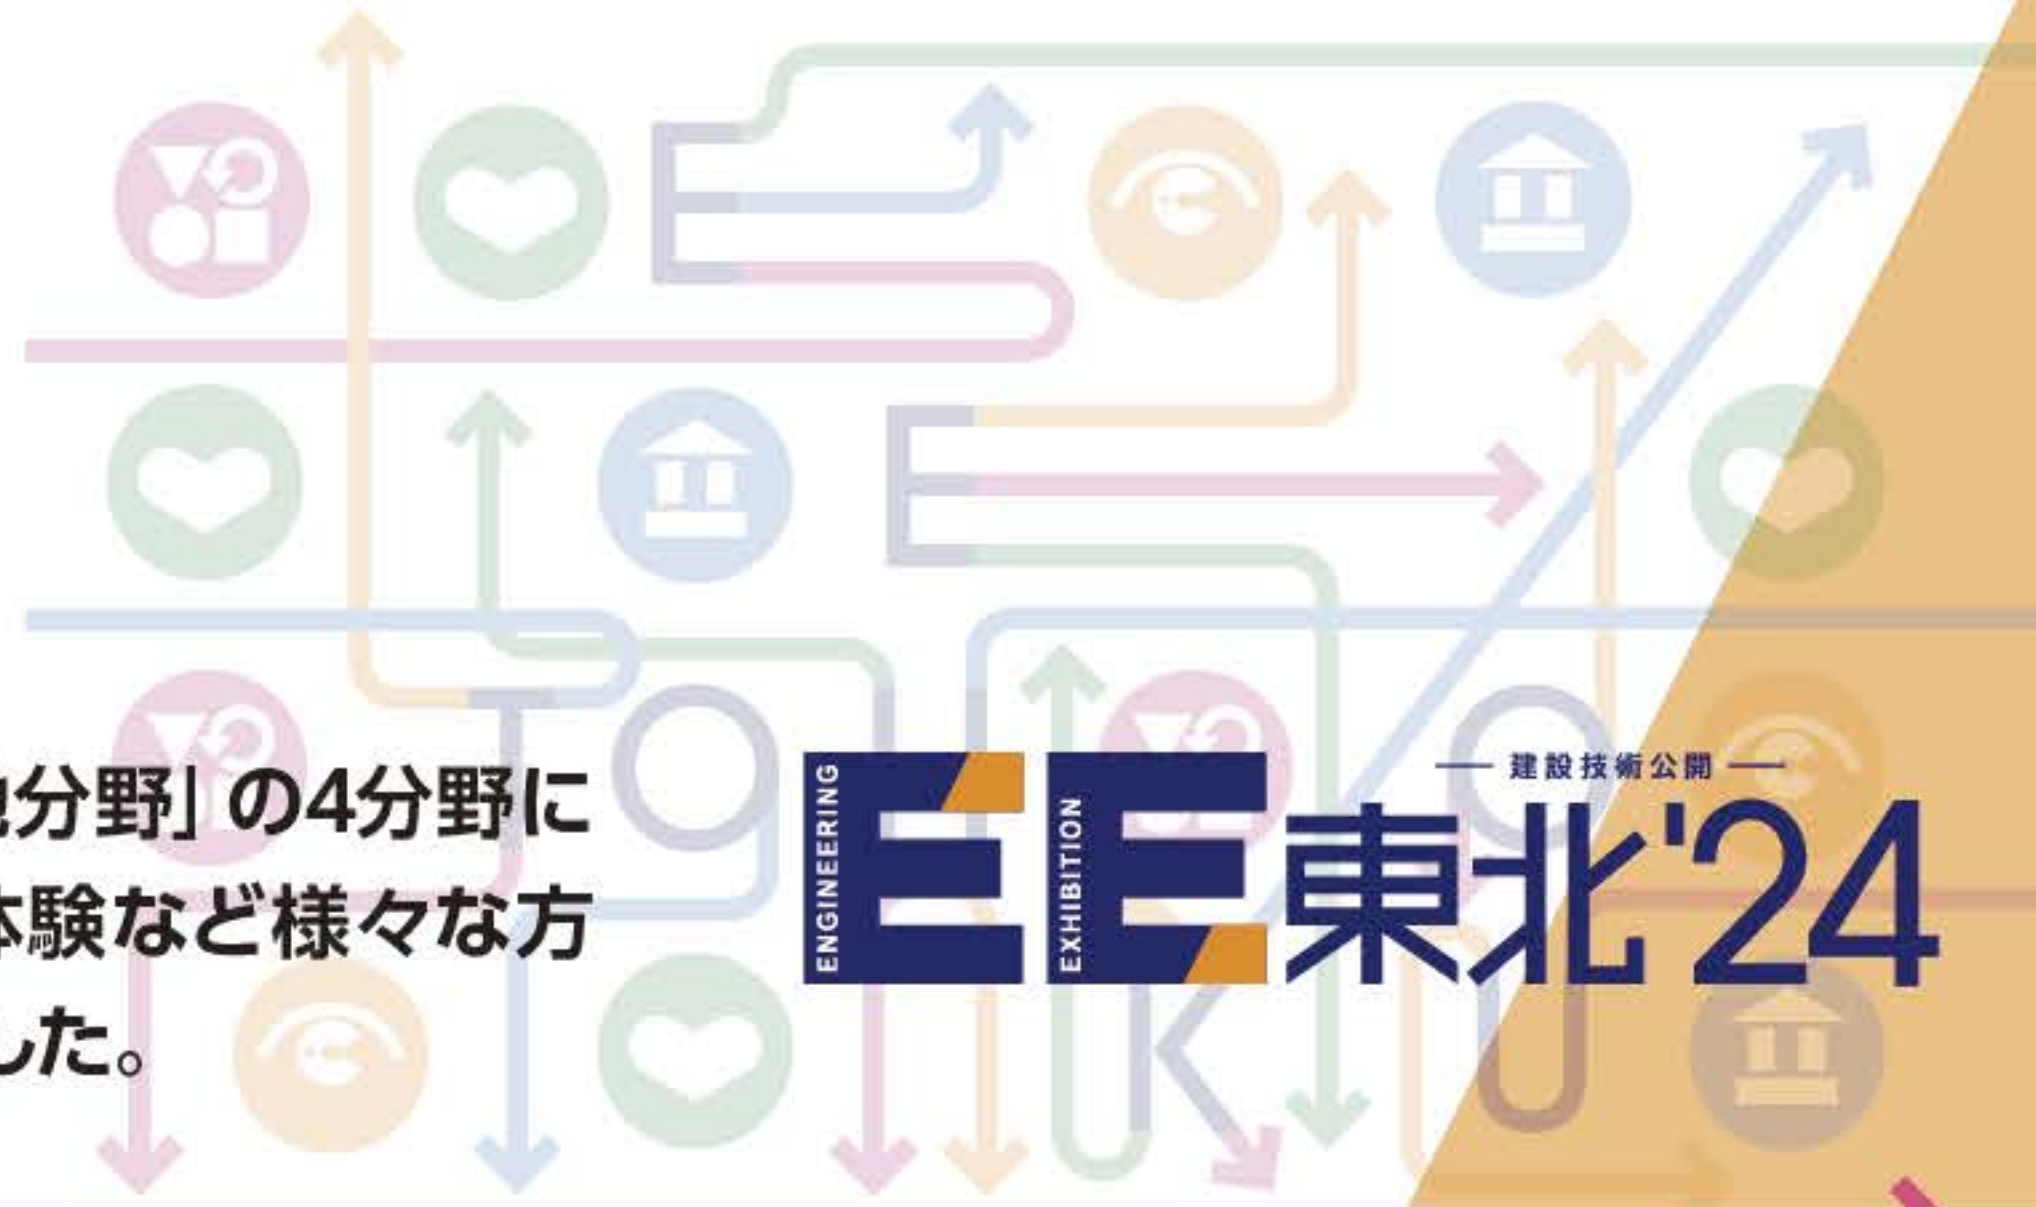 分野」の4分野に
体験など様々な方
した。
建設技術公開
ENGINEERING
EXHIBITION
EE東北'24